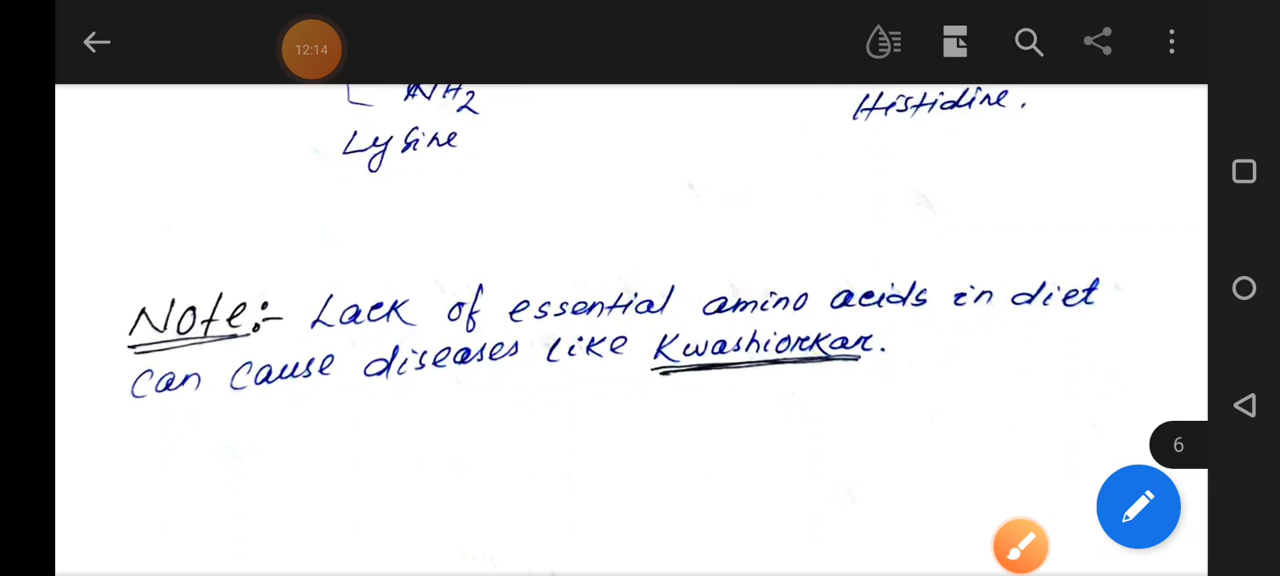 12:14
NH2
Histidine.
Lysine
Note:- Lack of essential amino acids in diet
can cause diseases like Kwashiorkar.
6